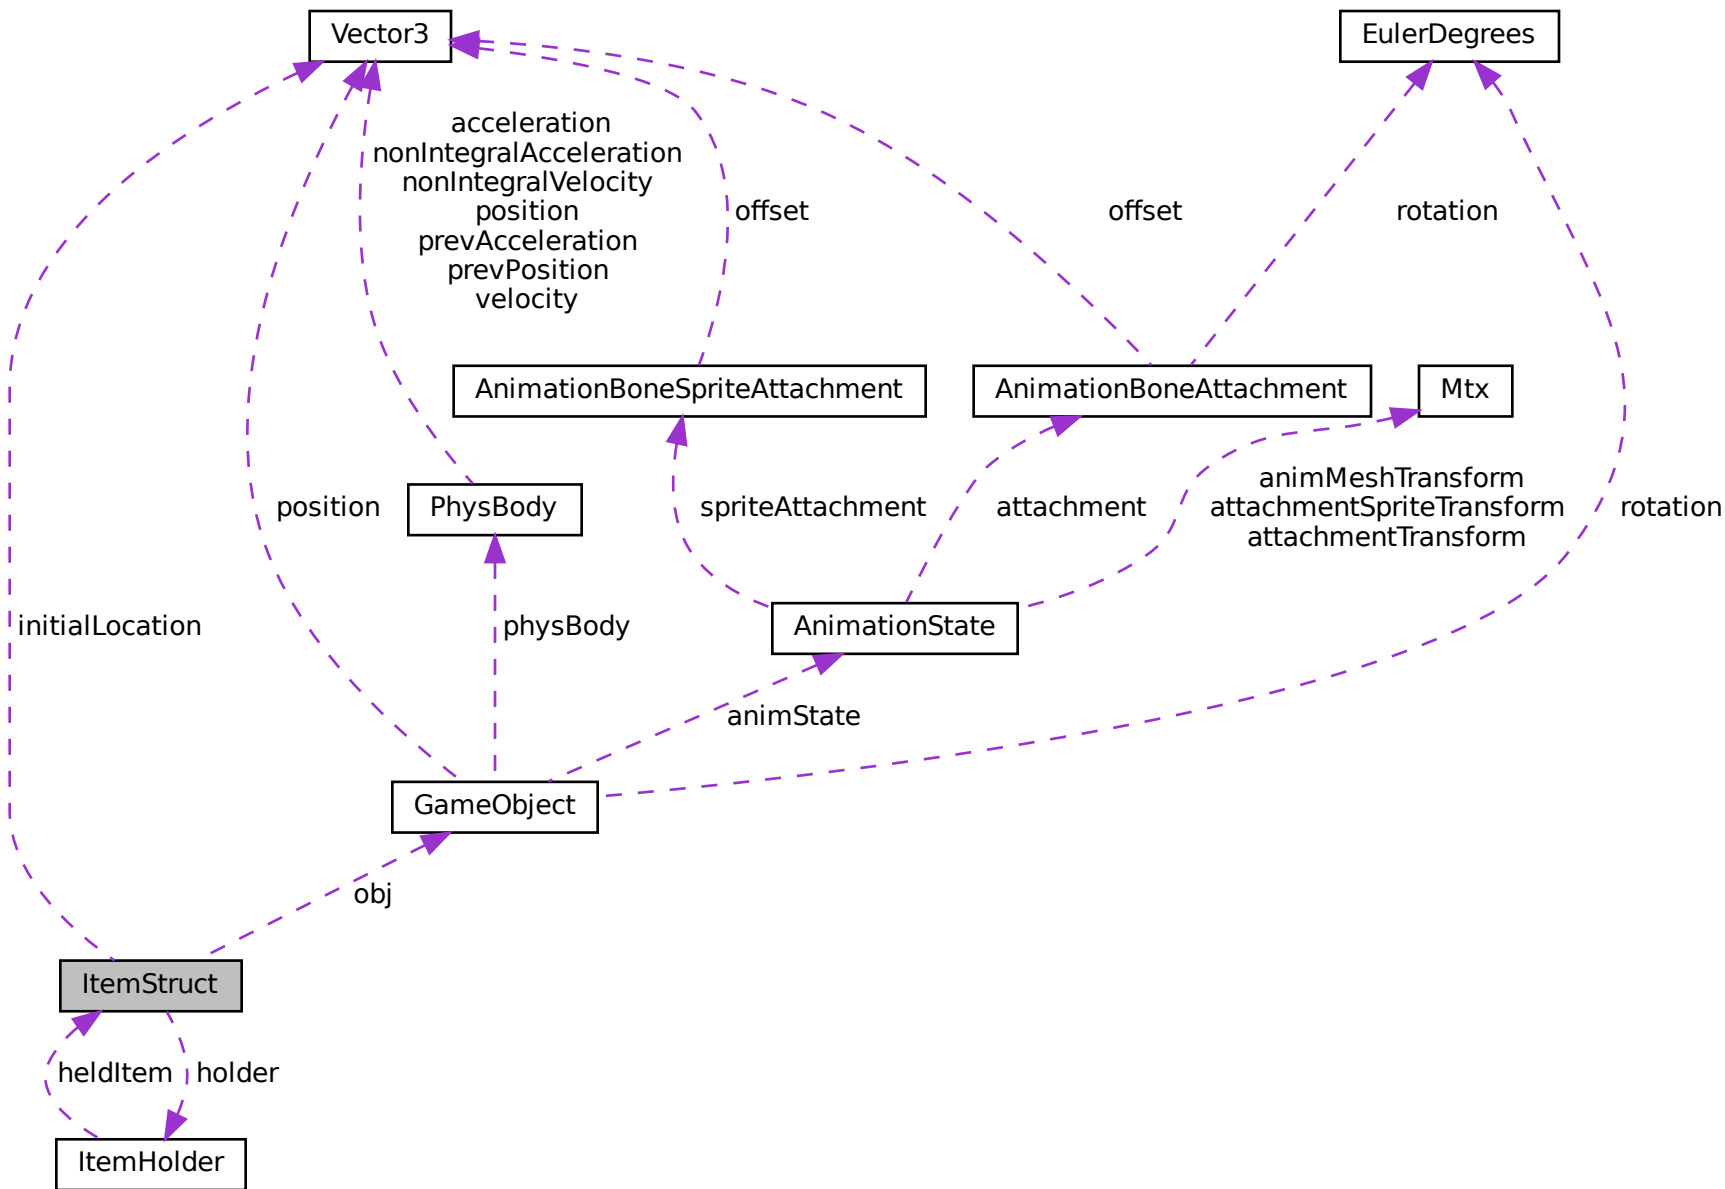 Vector3
EulerDegrees
acceleration
nonIntegralAcceleration
nonIntegralVelocity
position
prevAcceleration
prevPosition
velocity
offset
offset
rotation
AnimationBoneSpriteAttachment
AnimationBoneAttachment
Mtx
position
PhysBody
spriteAttachment
attachment
animMeshTransform
attachmentSpriteTransform
attachmentTransform
rotation
initialLocation
physBody
AnimationState
animState
GameObject
obj
ItemStruct
heldItem
holder
ItemHolder